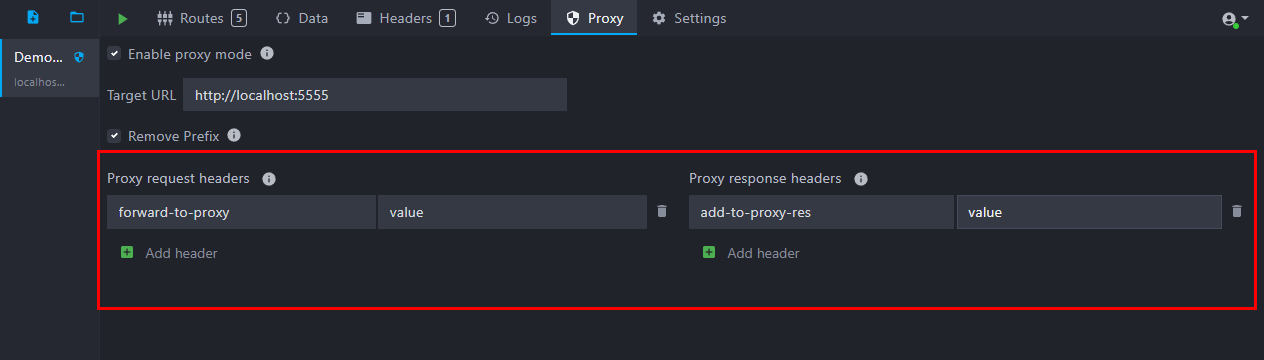 Routes 5 Data Headers 1 Logs Proxy Settings
Demo...
localhos...
Enable proxy mode
Target URL http://localhost:5555
Remove Prefix
Proxy request headers Proxy response headers
forward-to-proxy value add-to-proxy-res value
Add header Add header